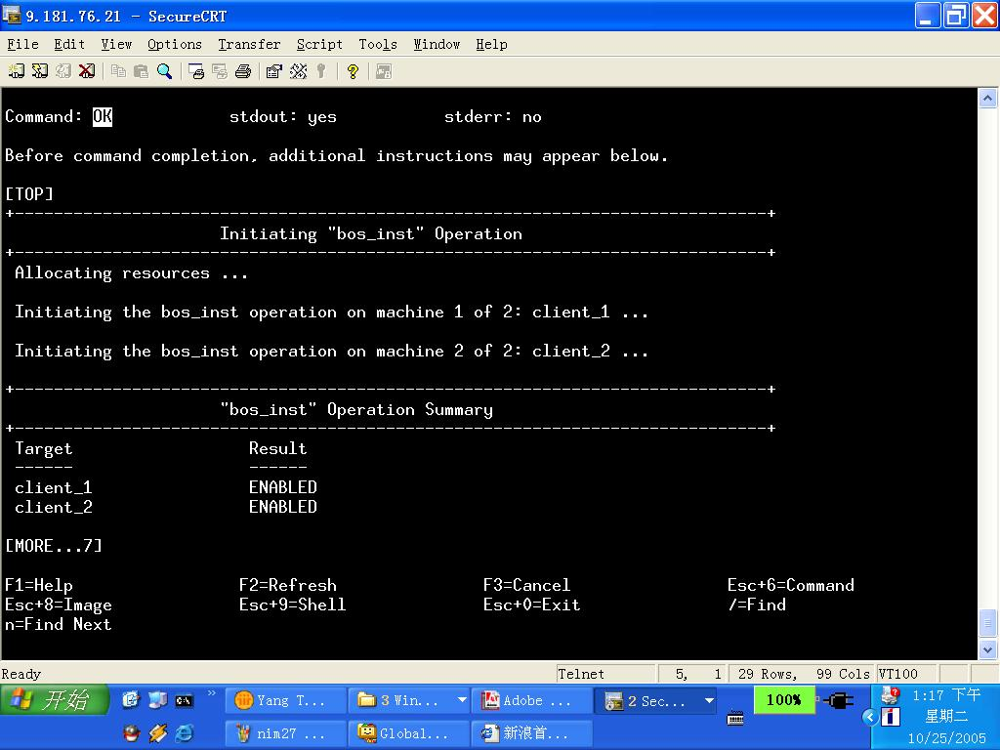 9.181.76.21 - SecureCRT
File Edit View Options Transfer Script Tools Window Help
Command: OK stdout: yes stderr: no
Before command completion, additional instructions may appear below.
[TOP]
+-----------------------------------------------------------------------------+
Initiating "bos_inst" Operation
+-----------------------------------------------------------------------------+
Allocating resources ...
Initiating the bos_inst operation on machine 1 of 2: client_1 ...
Initiating the bos_inst operation on machine 2 of 2: client_2 ...
+-----------------------------------------------------------------------------+
"bos_inst" Operation Summary
+-----------------------------------------------------------------------------+
Target Result
------ ------
client_1 ENABLED
client_2 ENABLED
[MORE...7]
F1=Help F2=Refresh F3=Cancel Esc+6=Command
Esc+8=Image Esc+9=Shell Esc+0=Exit /=Find
n=Find Next
Ready Telnet 5, 1 29 Rows, 99 Cols VT100
开始 Yang T... 3 Win... Adobe ... 2 Sec... 100% 1:17 下午
星期二
nim27 ... Global... 新浪首... 10/25/2005